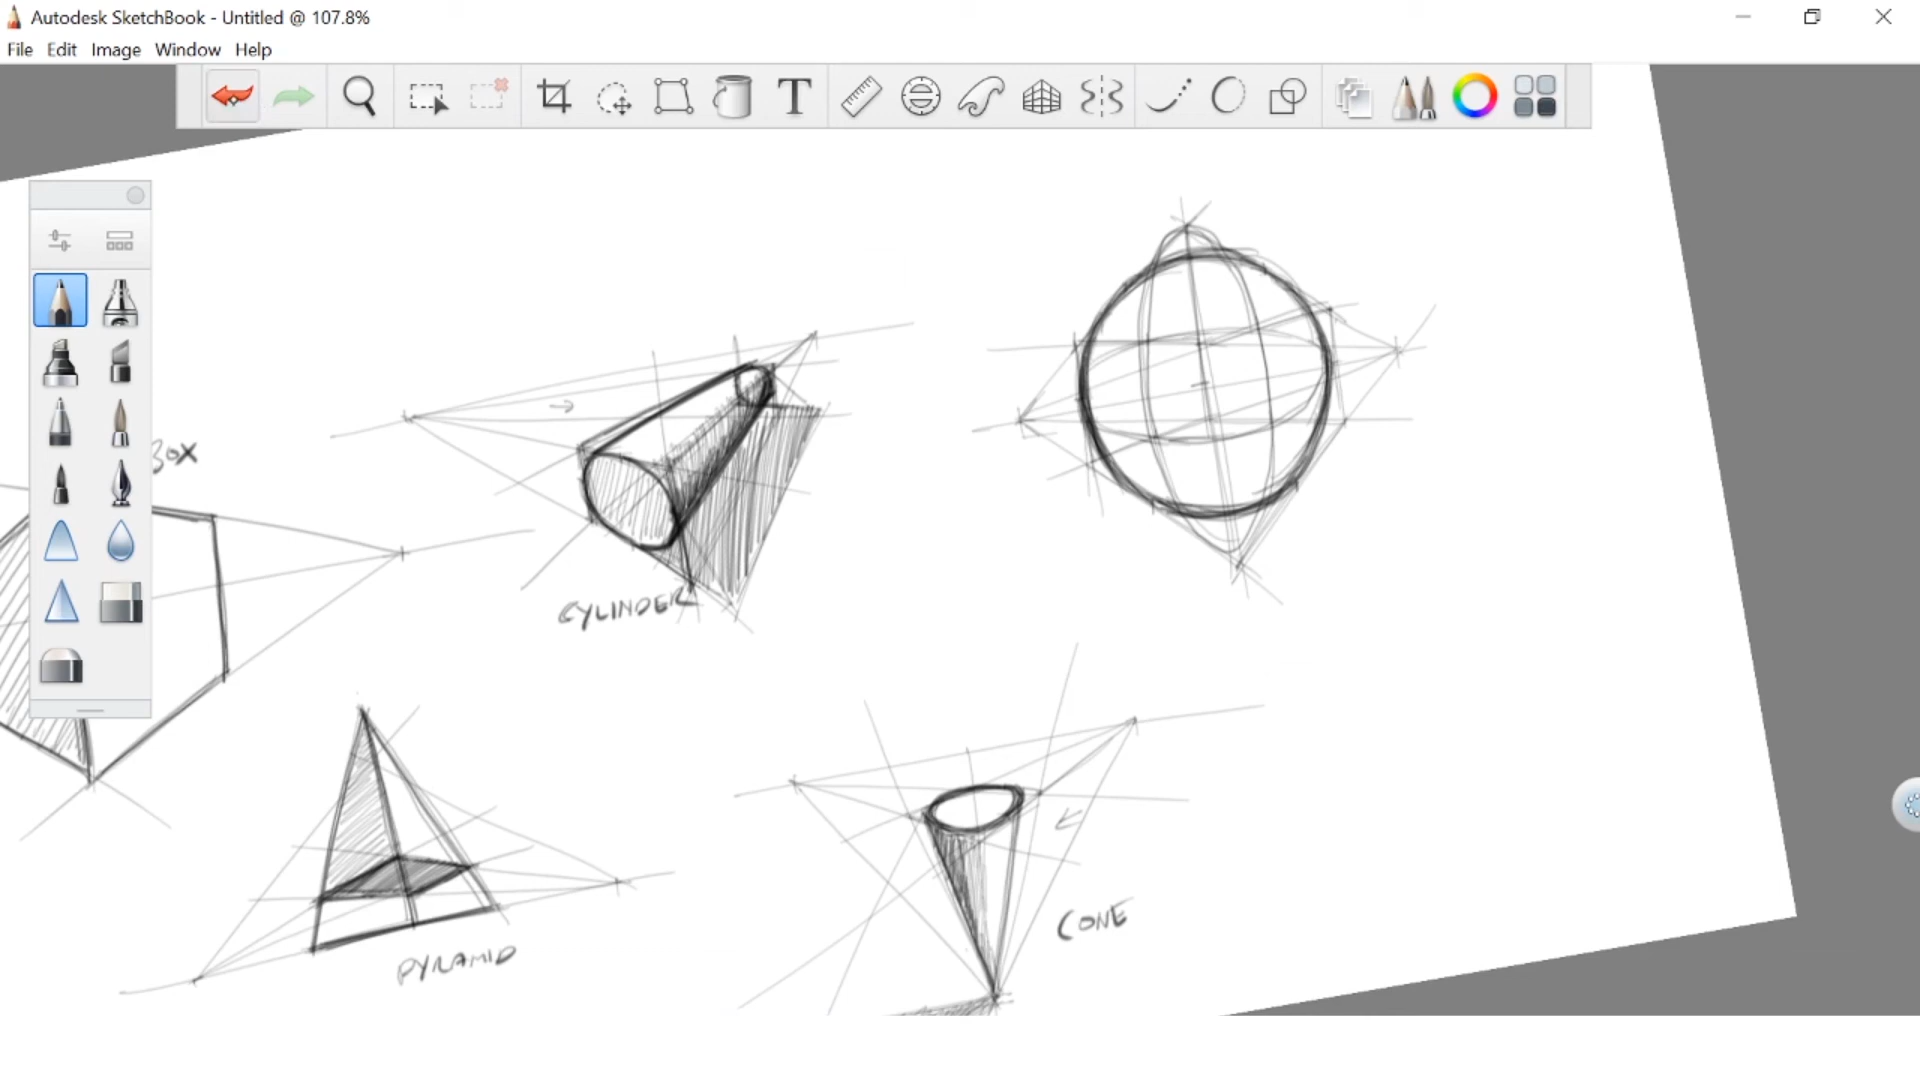 Autodesk SketchBook - Untitled @ 107.8%
File Edit Image Window Help
BOX
CYLINDER
PYRAMID
CONE